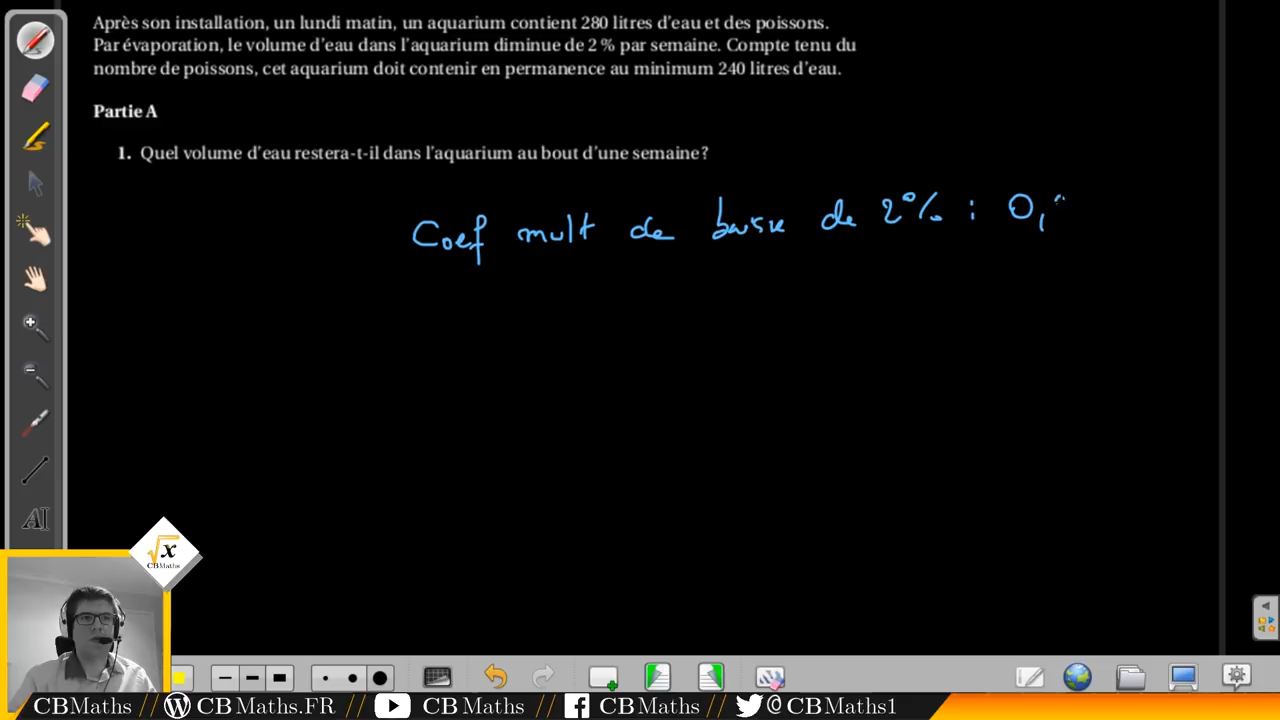 Après son installation, un lundi matin, un aquarium contient 280 litres d'eau et des poissons.
Par évaporation, le volume d'eau dans l'aquarium diminue de 2 % par semaine. Compte tenu du
nombre de poissons, cet aquarium doit contenir en permanence au minimum 240 litres d'eau.
Partie A
1. Quel volume d'eau restera-t-il dans l'aquarium au bout d'une semaine ?
Coef mult de baisse de 2% : 0,
AI
x
CBMaths
CBMaths // CBMaths.FR // CBMaths // CBMaths // @CBMaths1